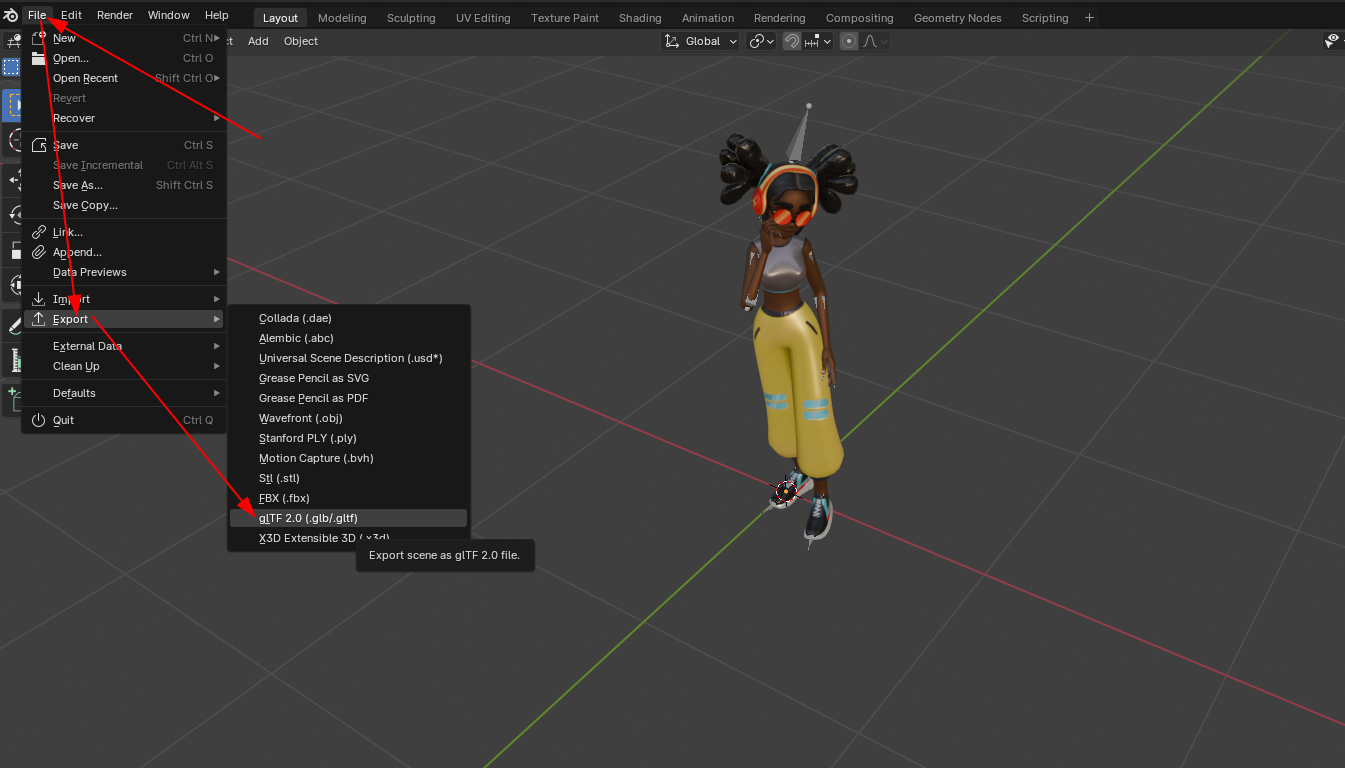 File Edit Render Window Help Layout Modeling Sculpting UV Editing Texture Paint Shading Animation Rendering Compositing Geometry Nodes Scripting +
Add Object Global
New Ctrl N
Open... Ctrl O
Open Recent Shift Ctrl O
Revert
Recover
Save Ctrl S
Save Incremental Ctrl Alt S
Save As... Shift Ctrl S
Save Copy...
Link...
Append...
Data Previews
Import
Export
External Data
Clean Up
Defaults
Quit Ctrl Q
Collada (.dae)
Alembic (.abc)
Universal Scene Description (.usd*)
Grease Pencil as SVG
Grease Pencil as PDF
Wavefront (.obj)
Stanford PLY (.ply)
Motion Capture (.bvh)
Stl (.stl)
FBX (.fbx)
glTF 2.0 (.glb/.gltf)
X3D Extensible 3D (.x3d)
Export scene as glTF 2.0 file.